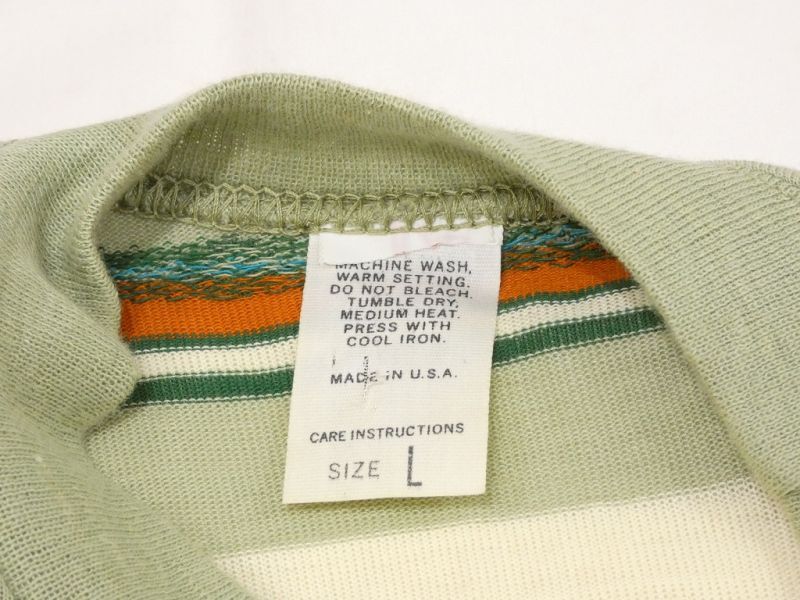 MACHINE WASH,
WARM SETTING.
DO NOT BLEACH.
TUMBLE DRY,
MEDIUM HEAT.
PRESS WITH
COOL IRON.
MADE IN U.S.A.
CARE INSTRUCTIONS
SIZE L